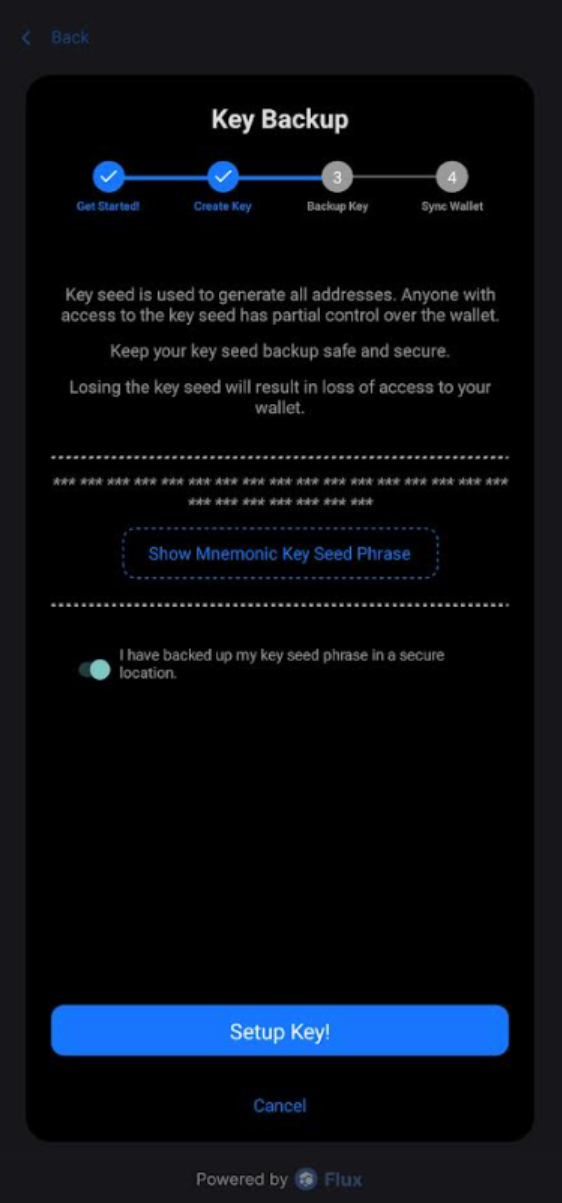 Back
Key Backup
3
4
Get Started!
Create Key
Backup Key
Sync Wallet
Key seed is used to generate all addresses. Anyone with
access to the key seed has partial control over the wallet.
Keep your key seed backup safe and secure.
Losing the key seed will result in loss of access to your
wallet.
*** *** *** *** *** *** *** *** *** *** *** *** *** *** *** *** ***
*** *** *** *** *** *** ***
Show Mnemonic Key Seed Phrase
I have backed up my key seed phrase in a secure
location.
Setup Key!
Cancel
Powered by Flux